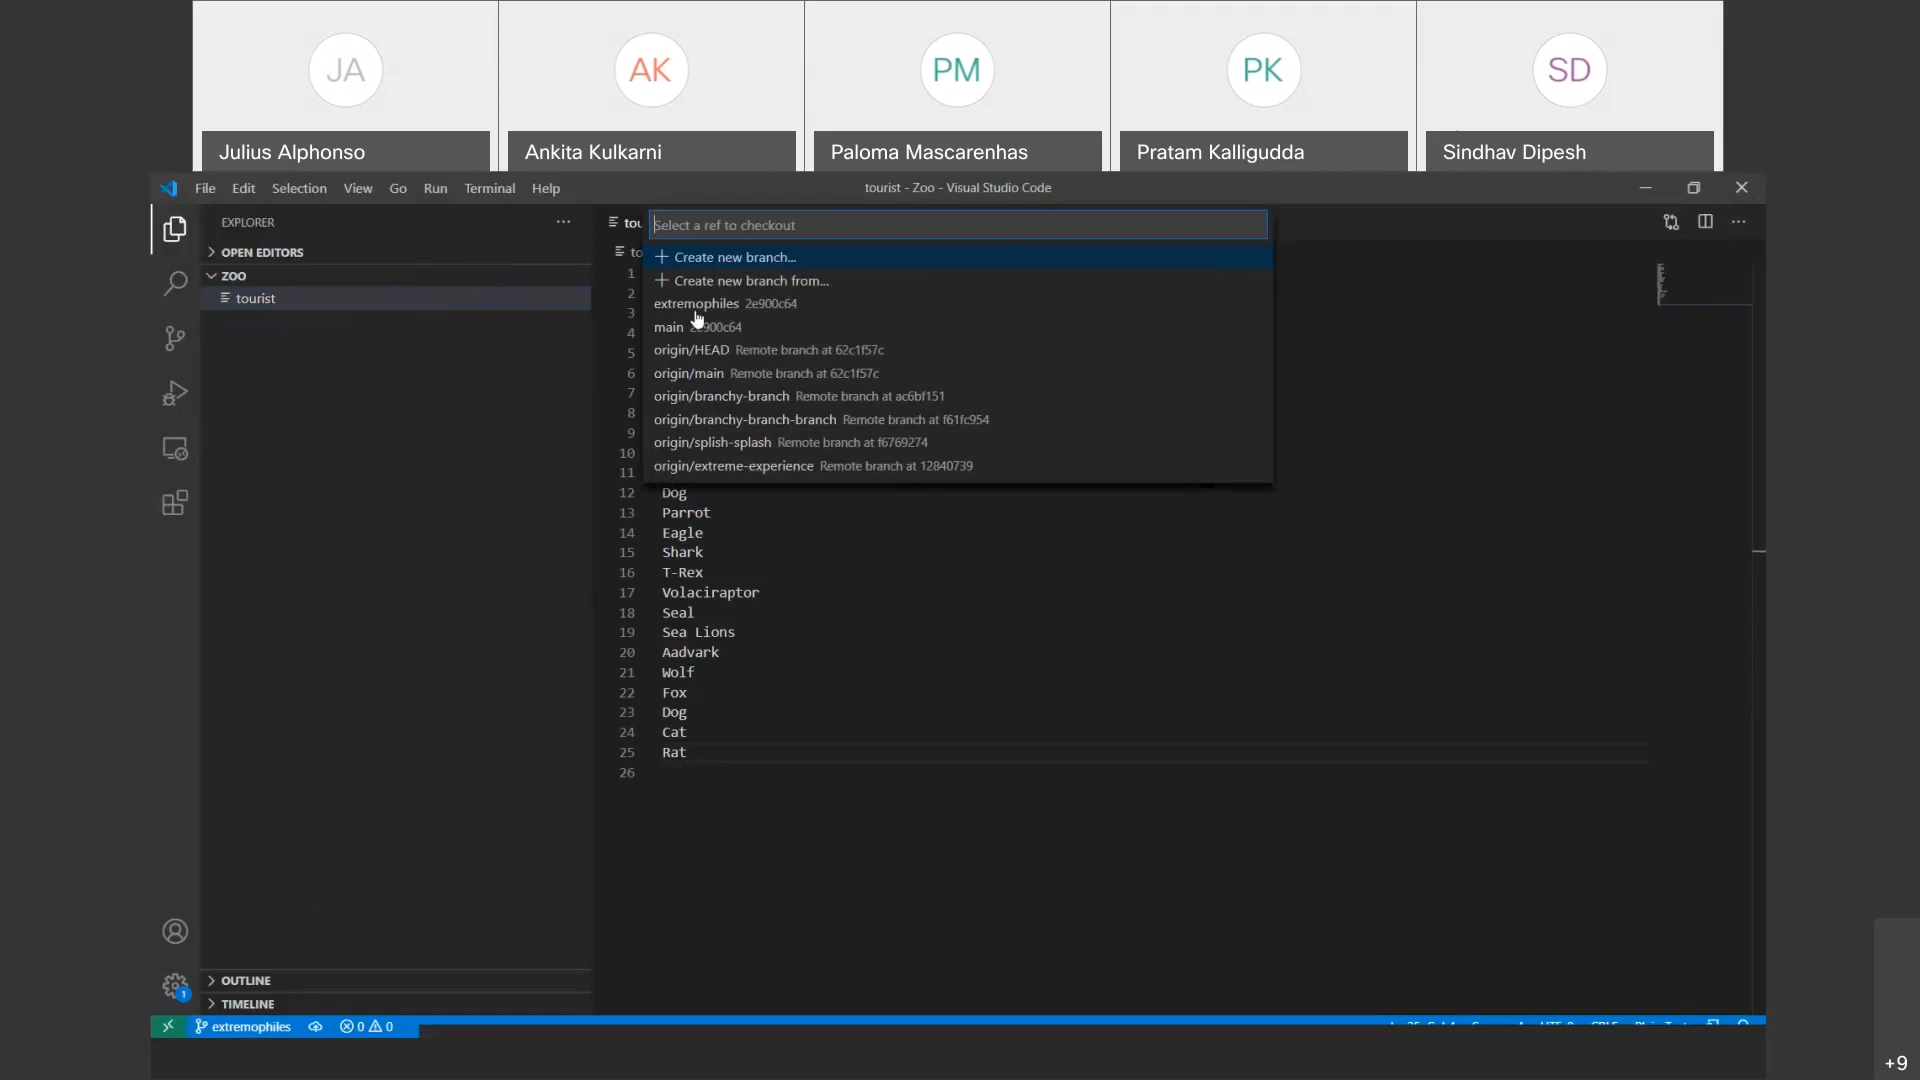 JA
AK
PM
PK
SD
Julius Alphonso
Ankita Kulkarni
Paloma Mascarenhas
Pratam Kalligudda
Sindhav Dipesh
File Edit Selection View Go Run Terminal Help
tourist - Zoo - Visual Studio Code
EXPLORER
OPEN EDITORS
ZOO
tourist
tou
to
Select a ref to checkout
Create new branch...
Create new branch from...
extremophiles 2e900c64
main 2e900c64
origin/HEAD Remote branch at 62c1f57c
origin/main Remote branch at 62c1f57c
origin/branchy-branch Remote branch at ac6bf151
origin/branchy-branch-branch Remote branch at f61fc954
origin/splish-splash Remote branch at f6769274
origin/extreme-experience Remote branch at 12840739
1
2
3
4
5
6
7
8
9
10
11
12 Dog
13 Parrot
14 Eagle
15 Shark
16 T-Rex
17 Volaciraptor
18 Seal
19 Sea Lions
20 Aadvark
21 Wolf
22 Fox
23 Dog
24 Cat
25 Rat
26
OUTLINE
TIMELINE
1
extremophiles 0 0
+9